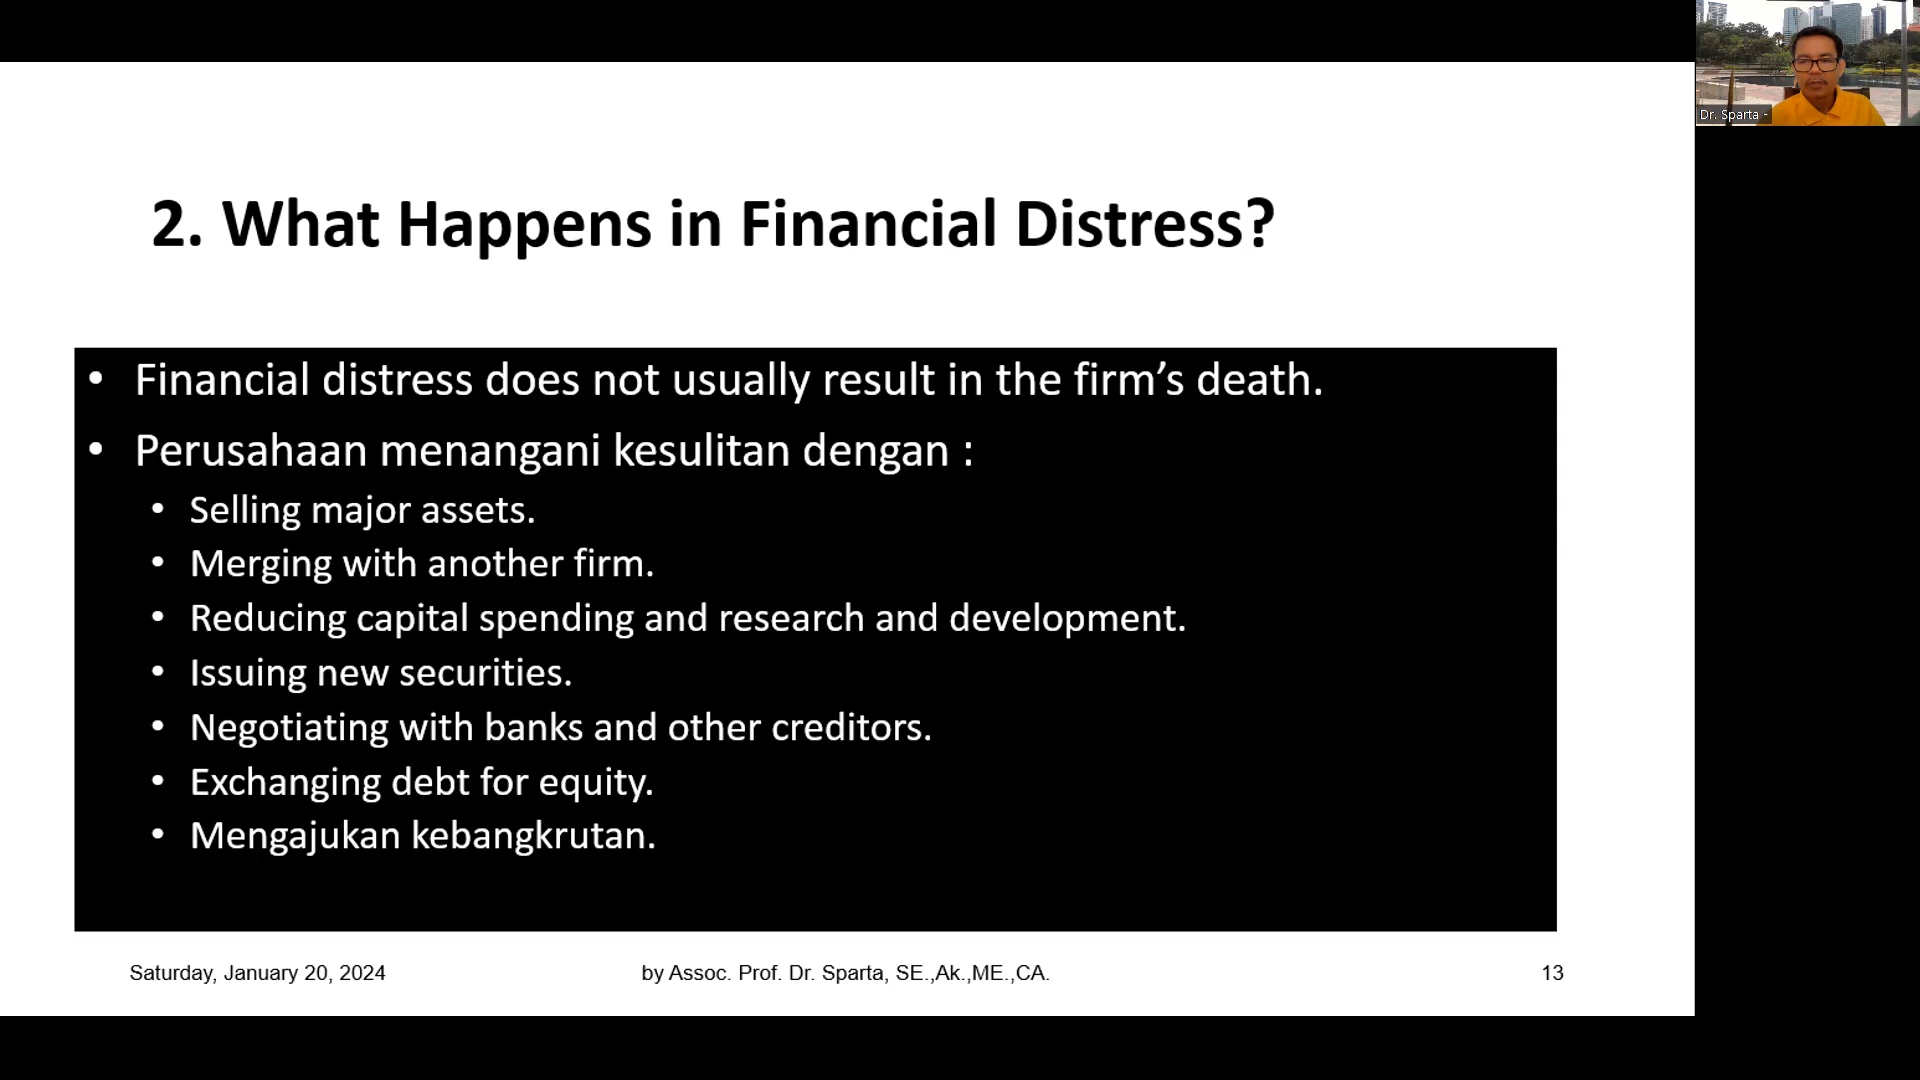 Dr. Sparta -
2. What Happens in Financial Distress?
• Financial distress does not usually result in the firm’s death.
• Perusahaan menangani kesulitan dengan :
• Selling major assets.
• Merging with another firm.
• Reducing capital spending and research and development.
• Issuing new securities.
• Negotiating with banks and other creditors.
• Exchanging debt for equity.
• Mengajukan kebangkrutan.
Saturday, January 20, 2024
by Assoc. Prof. Dr. Sparta, SE.,Ak.,ME.,CA.
13